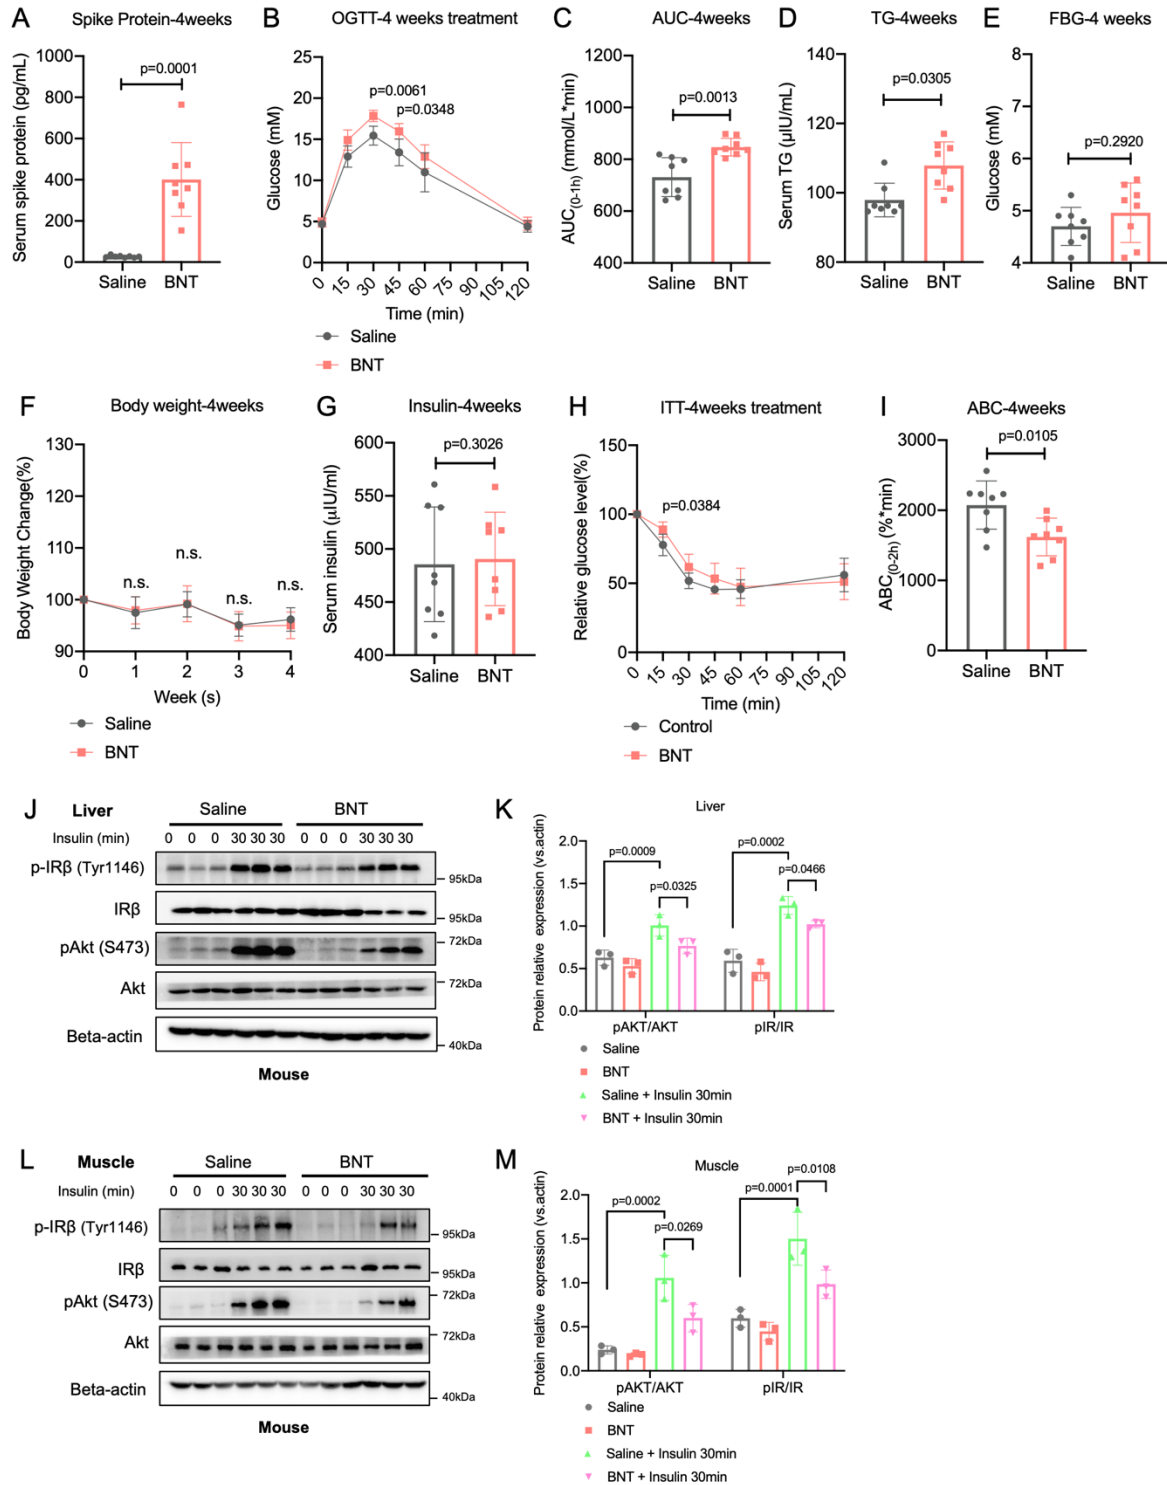 A Spike Protein-4weeks
Serum spike protein (pg/mL)
1000
800
600
400
200
0
p=0.0001
Saline BNT
B OGTT-4 weeks treatment
Glucose (mM)
25
20
15
10
5
0
p=0.0061
p=0.0348
0 15 30 45 60 75 90 105 120
Time (min)
Saline
BNT
C AUC-4weeks
AUC(0-1h) (mmol/L*min)
1200
1000
800
600
400
p=0.0013
Saline BNT
D TG-4weeks
Serum TG (µIU/mL)
140
120
100
80
p=0.0305
Saline BNT
E FBG-4 weeks
Glucose (mM)
8
7
6
5
4
p=0.2920
Saline BNT
F Body weight-4weeks
Body Weight Change(%)
130
120
110
100
90
n.s. n.s. n.s. n.s.
0 1 2 3 4
Week (s)
Saline
BNT
G Insulin-4weeks
Serum insulin (µIU/ml)
600
550
500
450
400
p=0.3026
Saline BNT
H ITT-4weeks treatment
Relative glucose level(%)
150
100
50
0
p=0.0384
0 15 30 45 60 75 90 105 120
Time (min)
Control
BNT
I ABC-4weeks
ABC(0-2h) (%*min)
3000
2000
1000
0
p=0.0105
Saline BNT
J Liver Saline BNT
Insulin (min) 0 0 0 30 30 30 0 0 0 30 30 30
p-IRβ (Tyr1146) 95kDa
IRβ 95kDa
pAkt (S473) 72kDa
Akt 72kDa
Beta-actin 40kDa
Mouse
K Liver
Protein relative expression (vs.actin)
2.0
1.5
1.0
0.5
0.0
p=0.0009
p=0.0325
p=0.0002
p=0.0466
pAKT/AKT pIR/IR
Saline
BNT
Saline + Insulin 30min
BNT + Insulin 30min
L Muscle Saline BNT
Insulin (min) 0 0 0 30 30 30 0 0 0 30 30 30
p-IRβ (Tyr1146) 95kDa
IRβ 95kDa
pAkt (S473) 72kDa
Akt 72kDa
Beta-actin 40kDa
Mouse
M Muscle
Protein relative expression (vs.actin)
2.0
1.5
1.0
0.5
0.0
p=0.0002
p=0.0269
p=0.0001
p=0.0108
pAKT/AKT pIR/IR
Saline
BNT
Saline + Insulin 30min
BNT + Insulin 30min